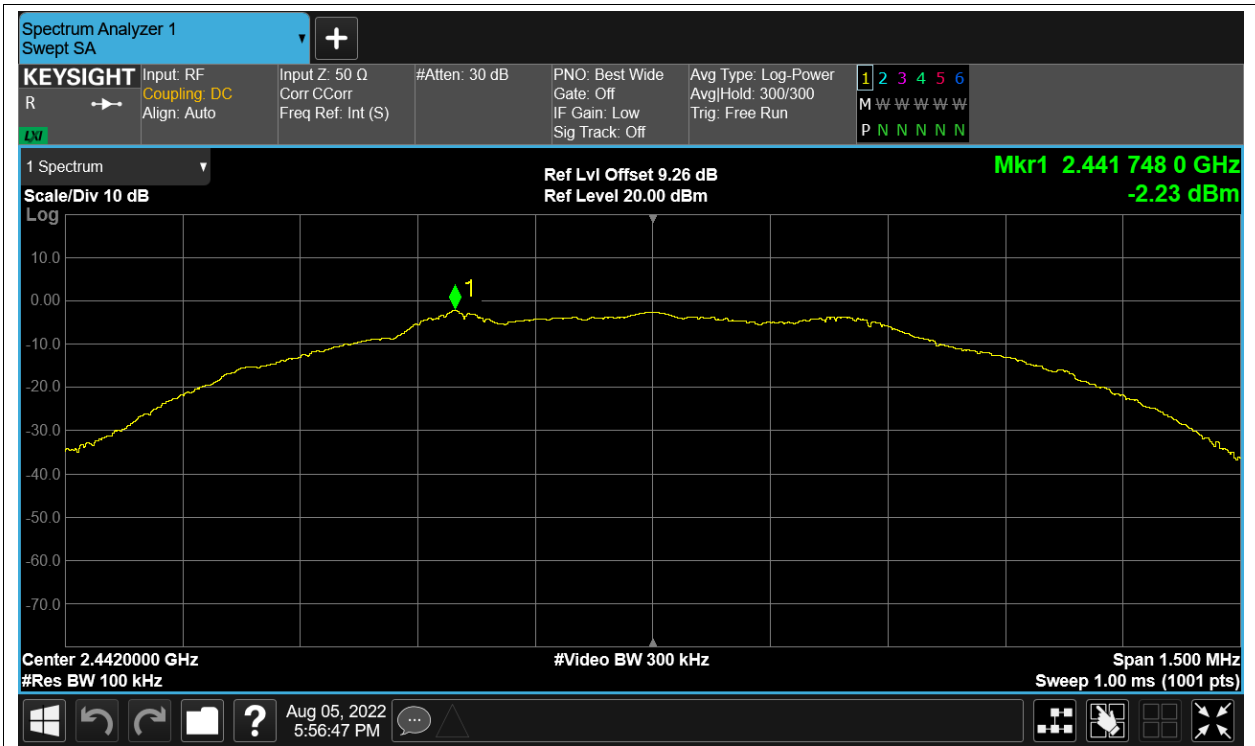 Spectrum Analyzer 1
Swept SA
KEYSIGHT
R
LXI
Input: RF
Coupling: DC
Align: Auto
Input Z: 50 Ω
Corr CCorr
Freq Ref: Int (S)
#Atten: 30 dB
PNO: Best Wide
Gate: Off
IF Gain: Low
Sig Track: Off
Avg Type: Log-Power
Avg|Hold: 300/300
Trig: Free Run
1 2 3 4 5 6
M W W W W W W
P N N N N N
1 Spectrum
Scale/Div 10 dB
Log
Ref Lvl Offset 9.26 dB
Ref Level 20.00 dBm
Mkr1 2.441 748 0 GHz
-2.23 dBm
1
10.0
0.00
-10.0
-20.0
-30.0
-40.0
-50.0
-60.0
-70.0
Center 2.4420000 GHz
#Res BW 100 kHz
#Video BW 300 kHz
Span 1.500 MHz
Sweep 1.00 ms (1001 pts)
?
Aug 05, 2022
5:56:47 PM